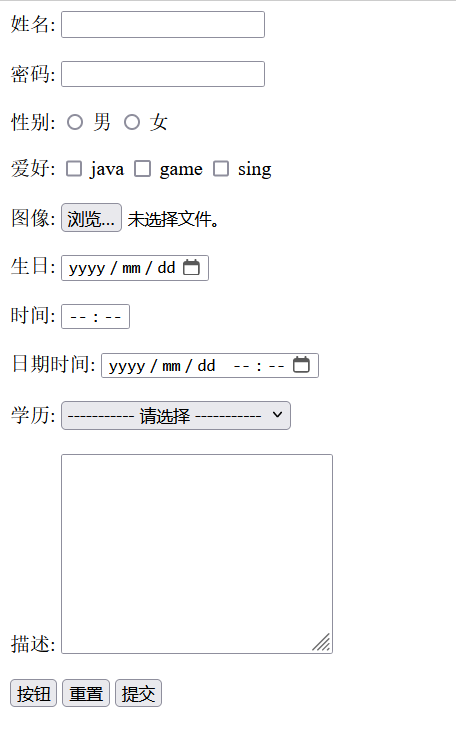 姓名:
密码:
性别: 男 女
爱好: java game sing
图像: 浏览... 未选择文件。
生日: yyyy/mm/dd
时间: --:--
日期时间: yyyy/mm/dd --:--
学历: ----------- 请选择 -----------
描述:
按钮 重置 提交